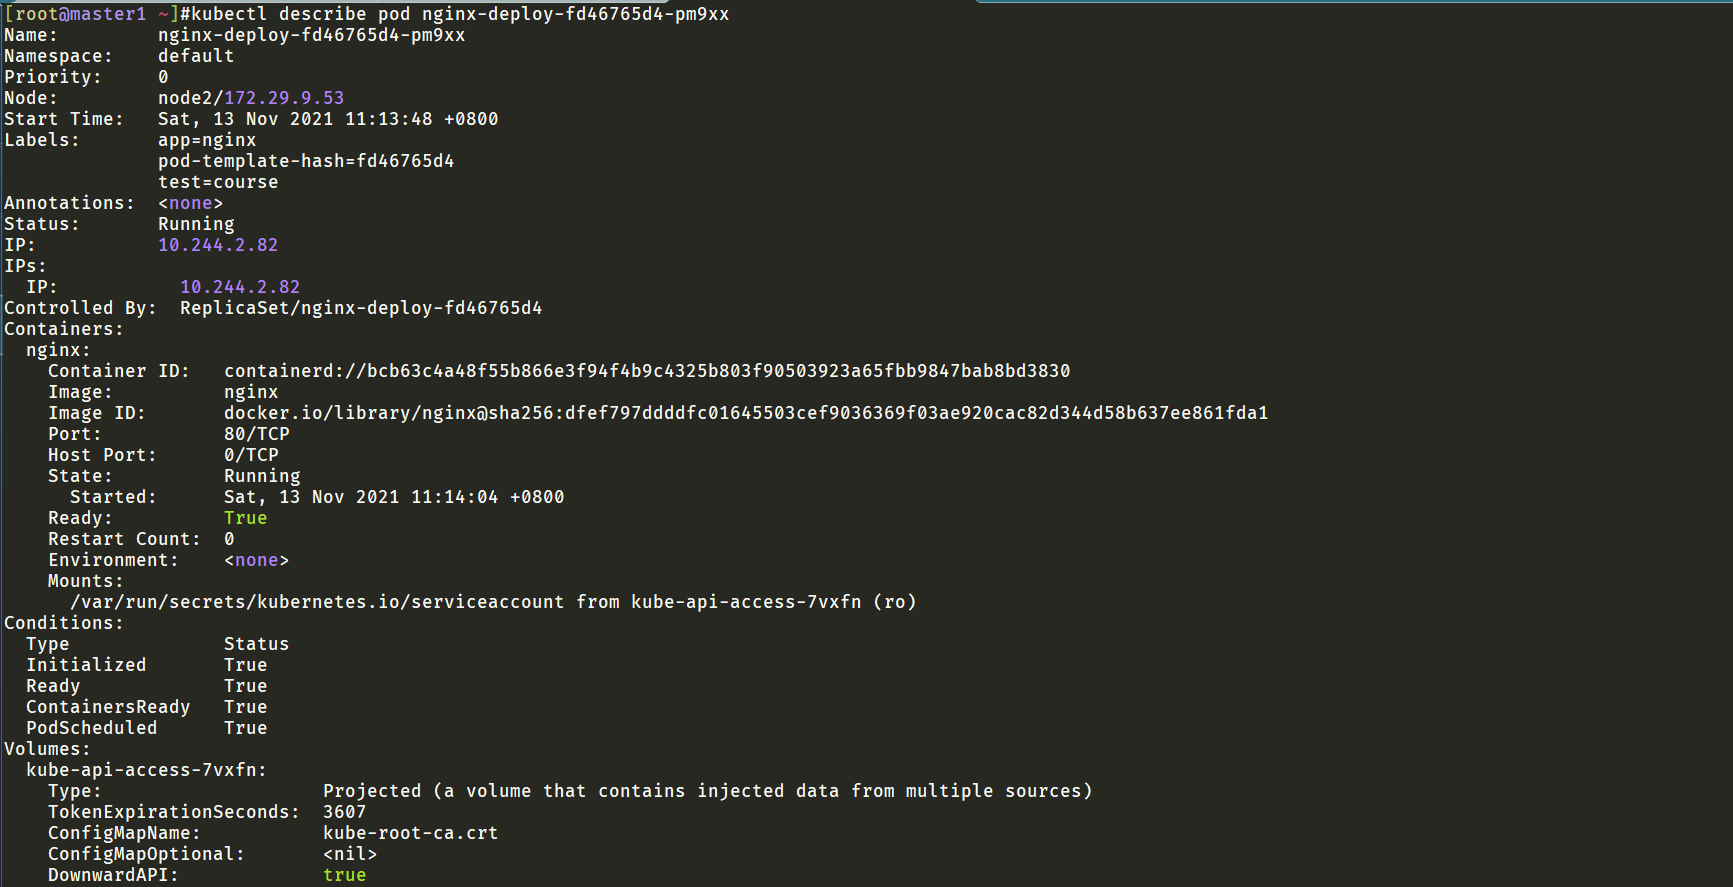 [root@master1 ~]#kubectl describe pod nginx-deploy-fd46765d4-pm9xx
Name:         nginx-deploy-fd46765d4-pm9xx
Namespace:    default
Priority:     0
Node:         node2/172.29.9.53
Start Time:   Sat, 13 Nov 2021 11:13:48 +0800
Labels:       app=nginx
              pod-template-hash=fd46765d4
              test=course
Annotations:  <none>
Status:       Running
IP:           10.244.2.82
IPs:
  IP:           10.244.2.82
Controlled By:  ReplicaSet/nginx-deploy-fd46765d4
Containers:
  nginx:
    Container ID:   containerd://bcb63c4a48f55b866e3f94f4b9c4325b803f90503923a65fbb9847bab8bd3830
    Image:          nginx
    Image ID:       docker.io/library/nginx@sha256:dfef797ddddfc01645503cef9036369f03ae920cac82d344d58b637ee861fda1
    Port:           80/TCP
    Host Port:      0/TCP
    State:          Running
      Started:      Sat, 13 Nov 2021 11:14:04 +0800
    Ready:          True
    Restart Count:  0
    Environment:    <none>
    Mounts:
      /var/run/secrets/kubernetes.io/serviceaccount from kube-api-access-7vxfn (ro)
Conditions:
  Type              Status
  Initialized       True
  Ready             True
  ContainersReady   True
  PodScheduled      True
Volumes:
  kube-api-access-7vxfn:
    Type:                    Projected (a volume that contains injected data from multiple sources)
    TokenExpirationSeconds:  3607
    ConfigMapName:           kube-root-ca.crt
    ConfigMapOptional:       <nil>
    DownwardAPI:             true